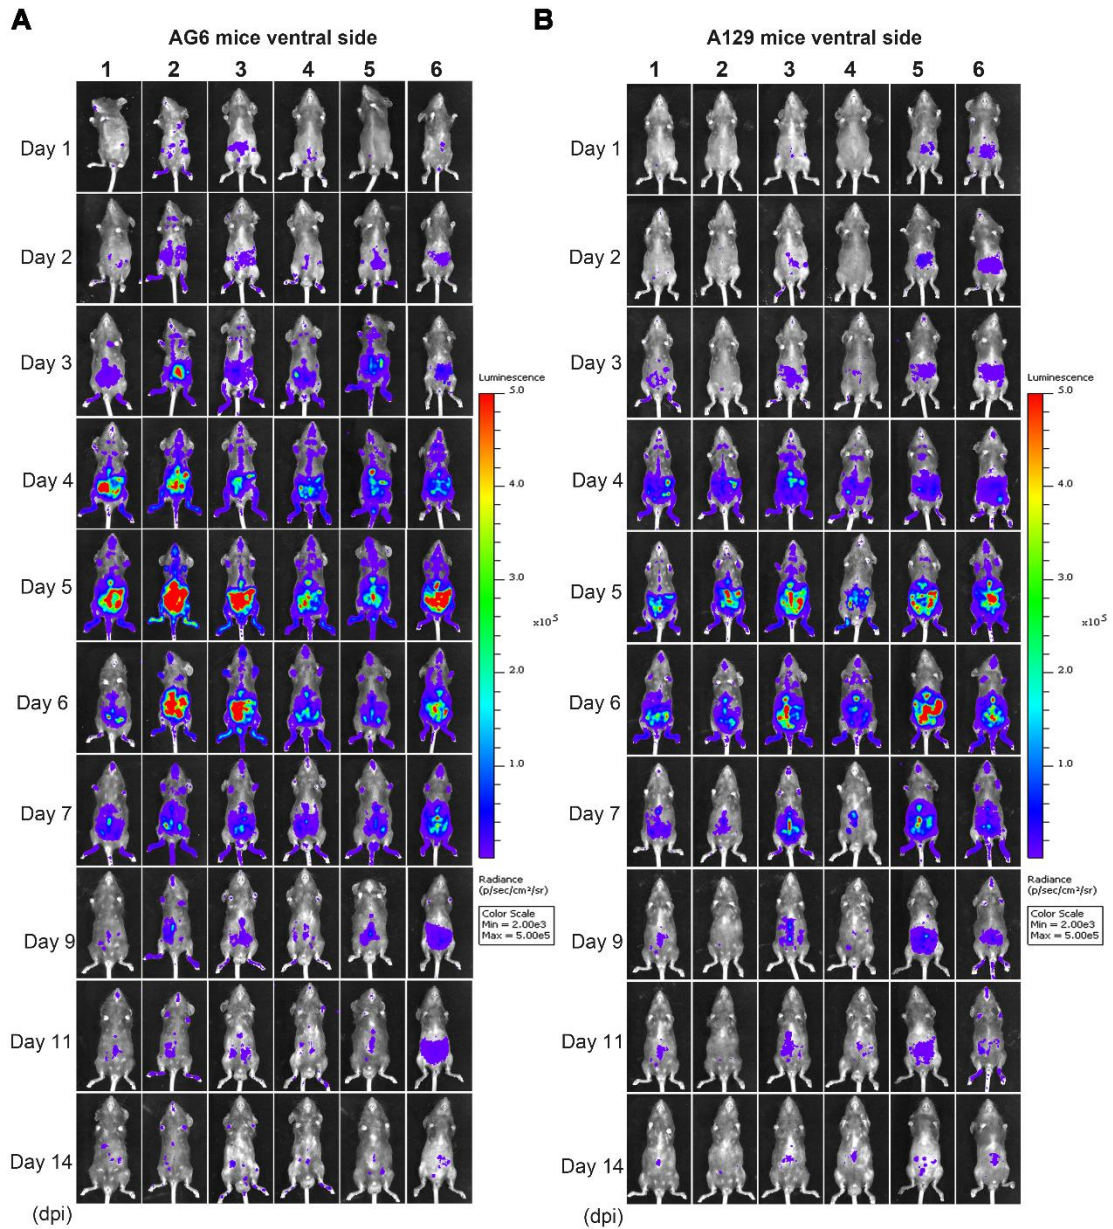 A
AG6 mice ventral side
1 2 3 4 5 6
Day 1
Day 2
Day 3
Day 4
Day 5
Day 6
Day 7
Day 9
Day 11
Day 14
(dpi)
Luminescence
5.0
4.0
3.0
×10⁵
2.0
1.0
Radiance
(p/sec/cm²/sr)
Color Scale
Min = 2.00e3
Max = 5.00e5
B
A129 mice ventral side
1 2 3 4 5 6
Day 1
Day 2
Day 3
Day 4
Day 5
Day 6
Day 7
Day 9
Day 11
Day 14
(dpi)
Luminescence
5.0
4.0
3.0
×10⁵
2.0
1.0
Radiance
(p/sec/cm²/sr)
Color Scale
Min = 2.00e3
Max = 5.00e5